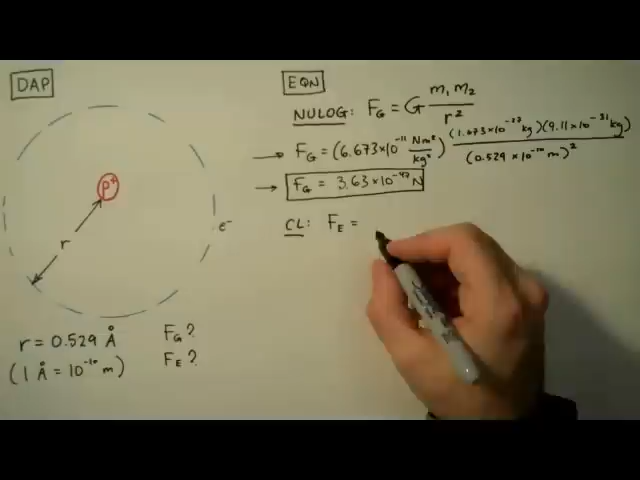 DAP
p⁺
r
e⁻
r = 0.529 Å
(1 Å = 10⁻¹⁰ m)
F_G ?
F_E ?
EQN
NULOG: F_G = G m₁ m₂ / r²
→ F_G = (6.673×10⁻¹¹ Nm²/kg²) (1.673×10⁻²⁷ kg)(9.11×10⁻³¹ kg) / (0.529×10⁻¹⁰ m)²
→ F_G = 3.63×10⁻⁴⁷ N
CL: F_E =